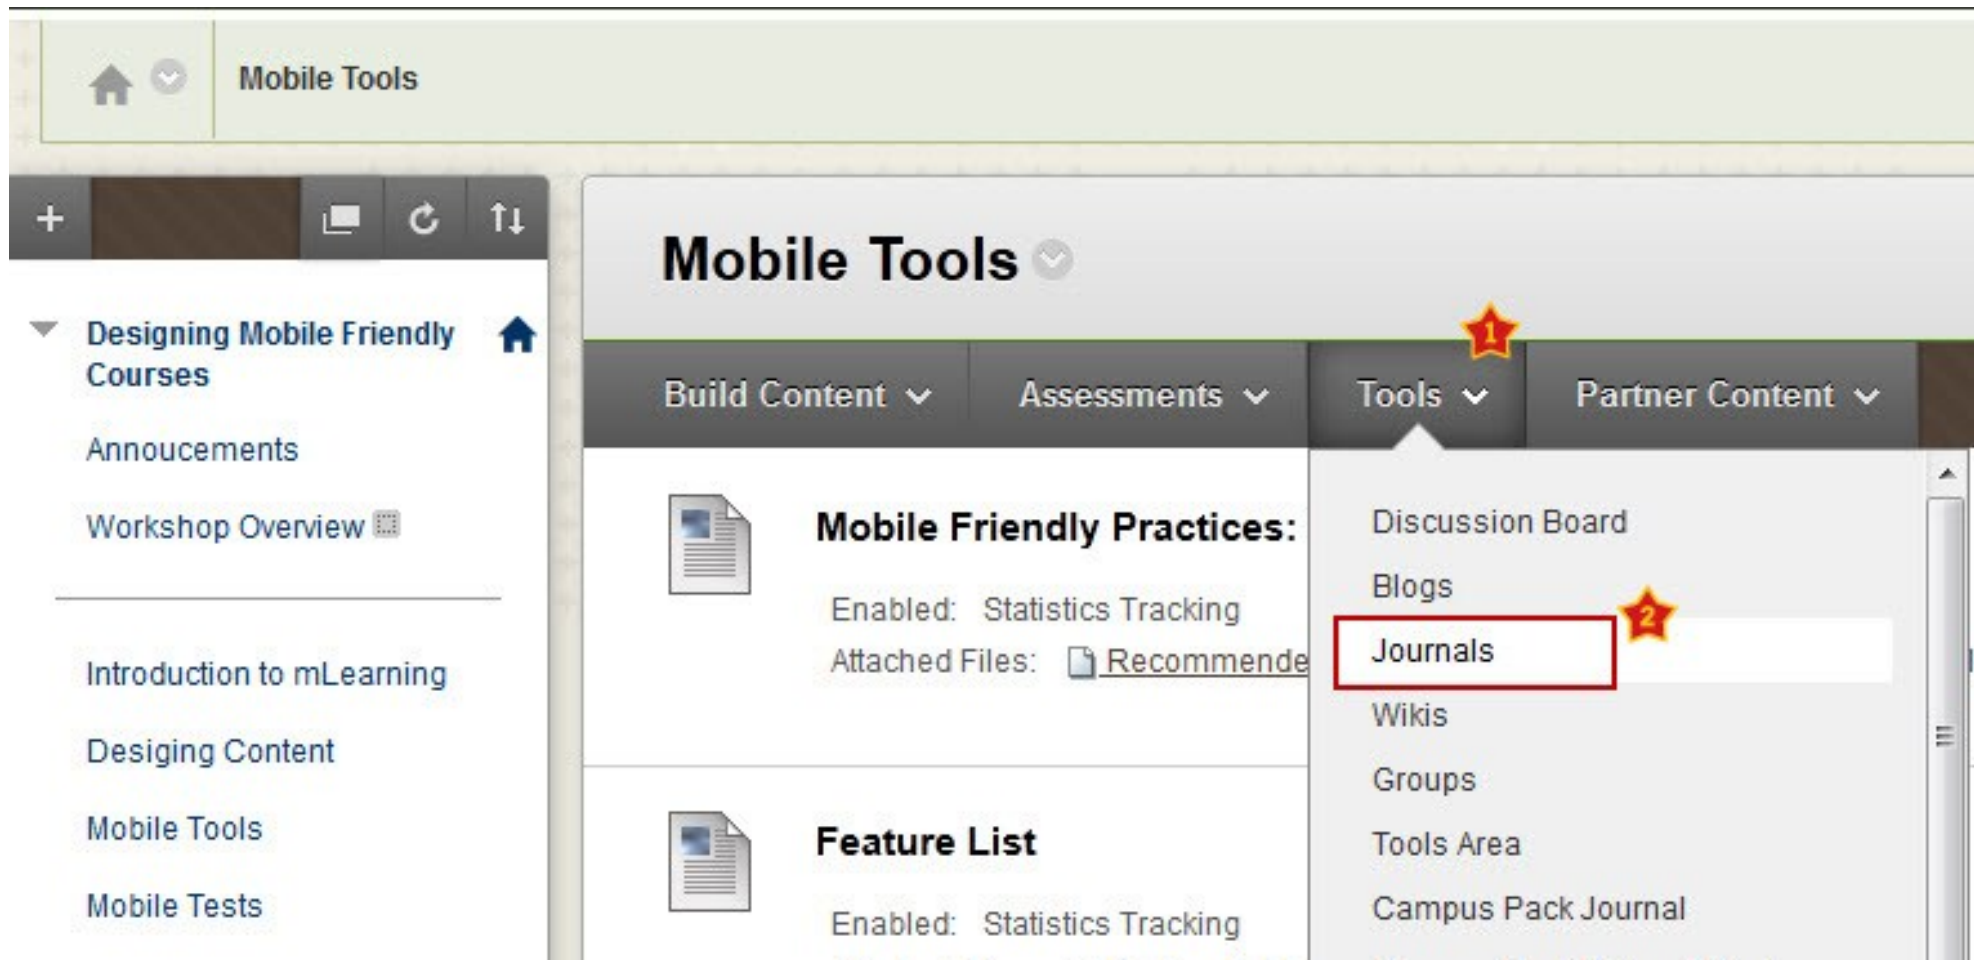 Mobile Tools
Designing Mobile Friendly
Courses
Annoucements
Workshop Overview
Introduction to mLearning
Desiging Content
Mobile Tools
Mobile Tests
Mobile Tools
1
Build Content
Assessments
Tools
Partner Content
Mobile Friendly Practices:
Enabled: Statistics Tracking
Attached Files: Recommende
Feature List
Enabled: Statistics Tracking
Discussion Board
Blogs
2
Journals
Wikis
Groups
Tools Area
Campus Pack Journal